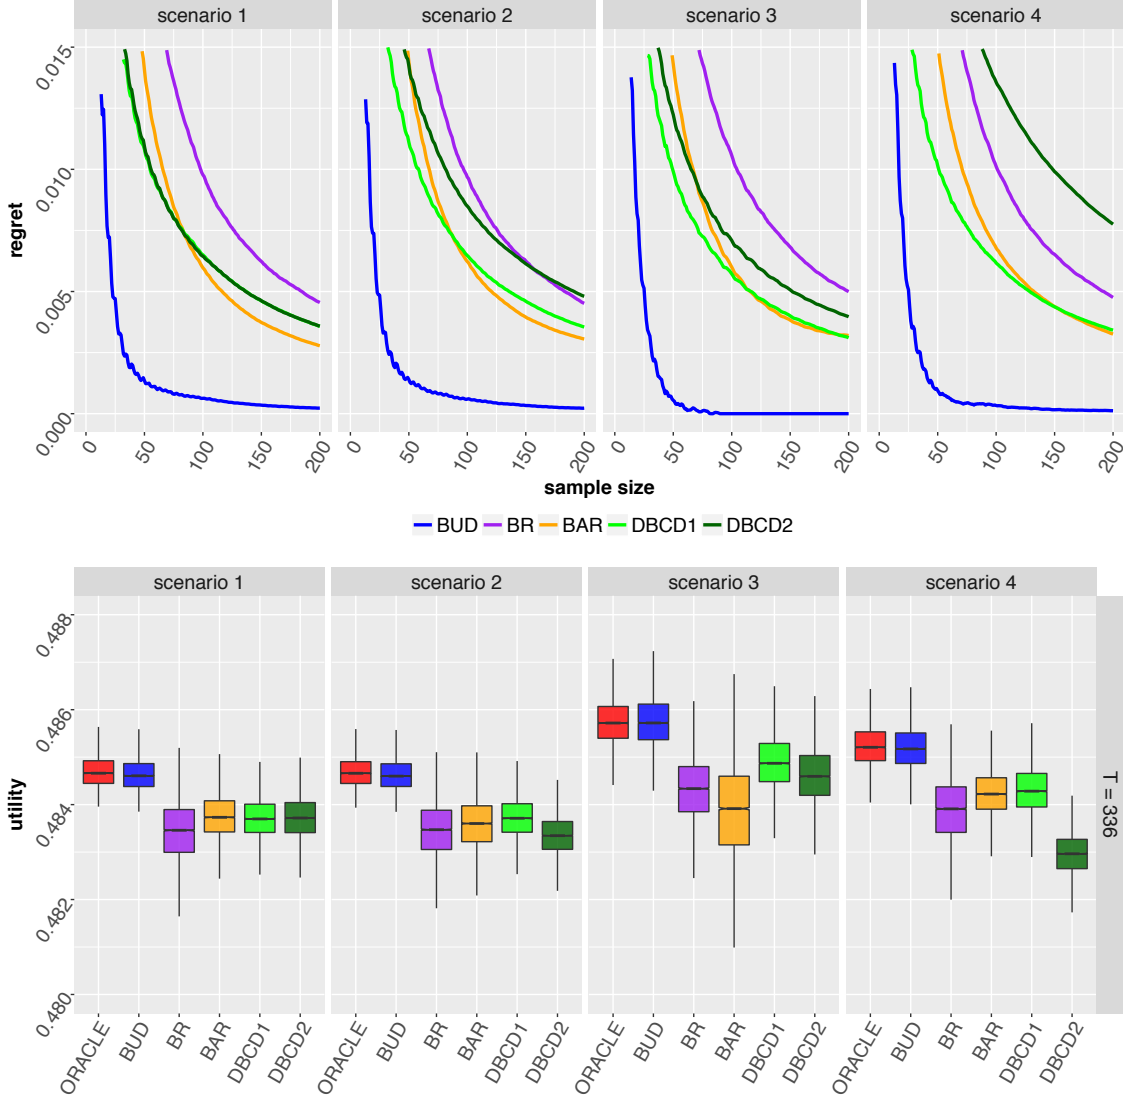 scenario 1 scenario 2 scenario 3 scenario 4
0.015
0.010
0.005
0.000
regret
0 50 100 150 200 0 50 100 150 200 0 50 100 150 200 0 50 100 150 200
sample size
BUD BR BAR DBCD1 DBCD2
scenario 1 scenario 2 scenario 3 scenario 4
0.488
0.486
0.484
0.482
0.480
utility
T = 336
ORACLE BUD BR BAR DBCD1 DBCD2 ORACLE BUD BR BAR DBCD1 DBCD2 ORACLE BUD BR BAR DBCD1 DBCD2 ORACLE BUD BR BAR DBCD1 DBCD2